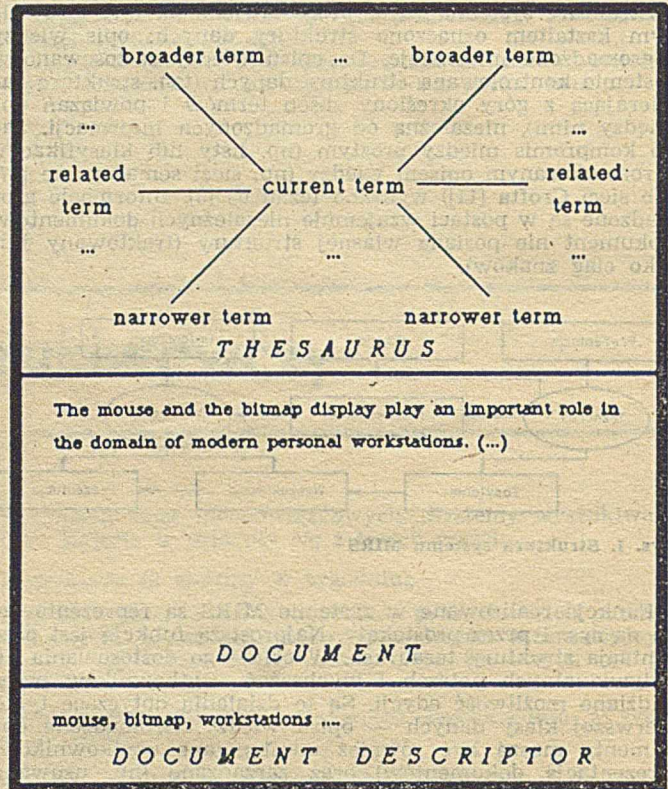 broader term ... broader term
... ...
related current term related
term term
... ... ...
narrower term narrower term
THESAURUS
The mouse and the bitmap display play an important role in
the domain of modern personal workstations. (...)
DOCUMENT
mouse, bitmap, workstations ...
DOCUMENT DESCRIPTOR